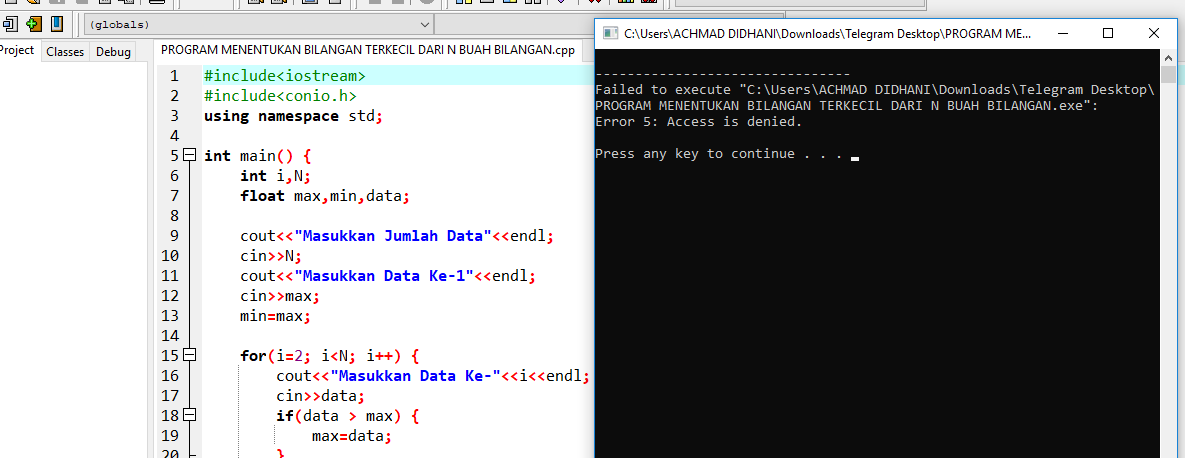 (globals)
Project Classes Debug
PROGRAM MENENTUKAN BILANGAN TERKECIL DARI N BUAH BILANGAN.cpp
1 #include<iostream>
2 #include<conio.h>
3 using namespace std;
4
5 int main() {
6 int i,N;
7 float max,min,data;
8
9 cout<<"Masukkan Jumlah Data"<<endl;
10 cin>>N;
11 cout<<"Masukkan Data Ke-1"<<endl;
12 cin>>max;
13 min=max;
14
15 for(i=2; i<N; i++) {
16 cout<<"Masukkan Data Ke-"<<i<<endl;
17 cin>>data;
18 if(data > max) {
19 max=data;
20 }
C:\Users\ACHMAD DIDHANI\Downloads\Telegram Desktop\PROGRAM ME...
--------------------------------
Failed to execute "C:\Users\ACHMAD DIDHANI\Downloads\Telegram Desktop\
PROGRAM MENENTUKAN BILANGAN TERKECIL DARI N BUAH BILANGAN.exe":
Error 5: Access is denied.
Press any key to continue . . .